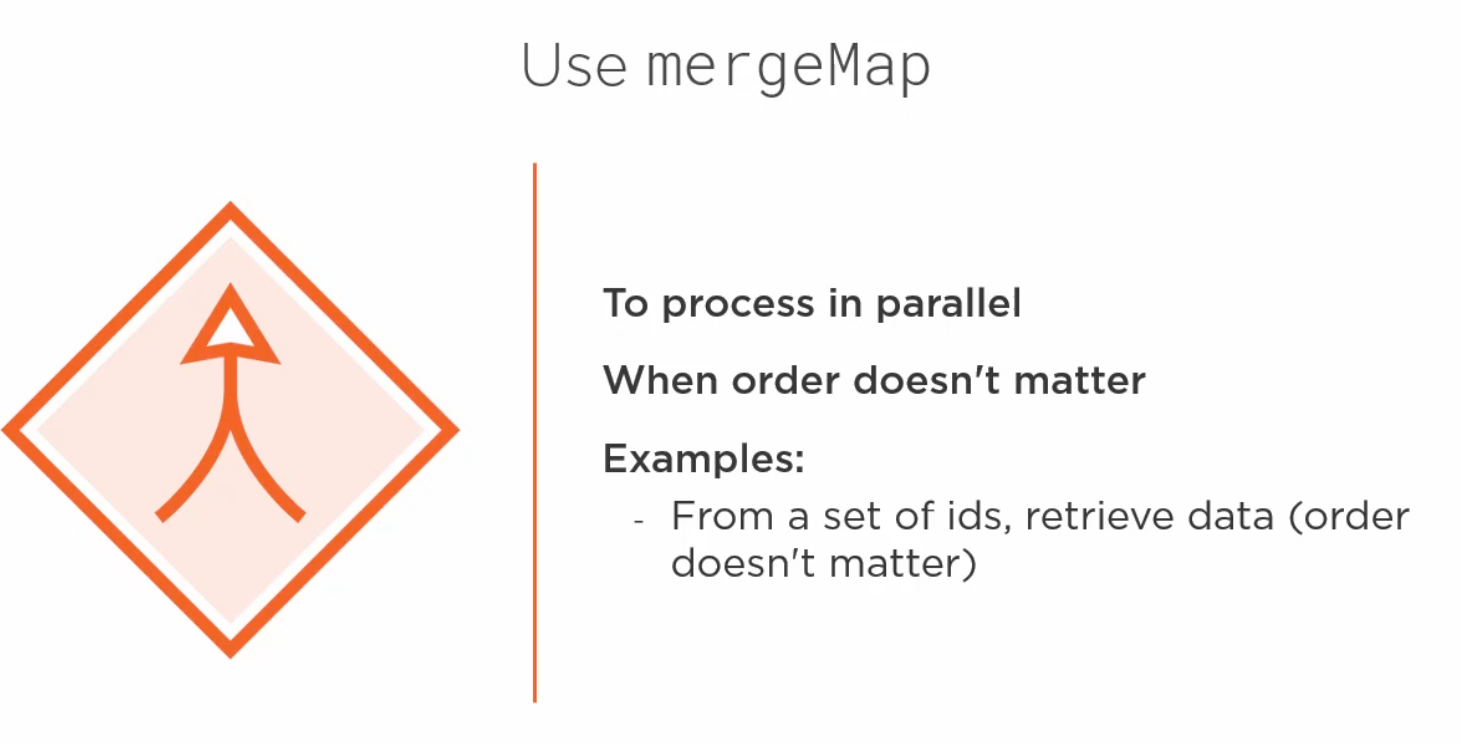 Use mergeMap
To process in parallel
When order doesn't matter
Examples:
- From a set of ids, retrieve data (order
doesn't matter)